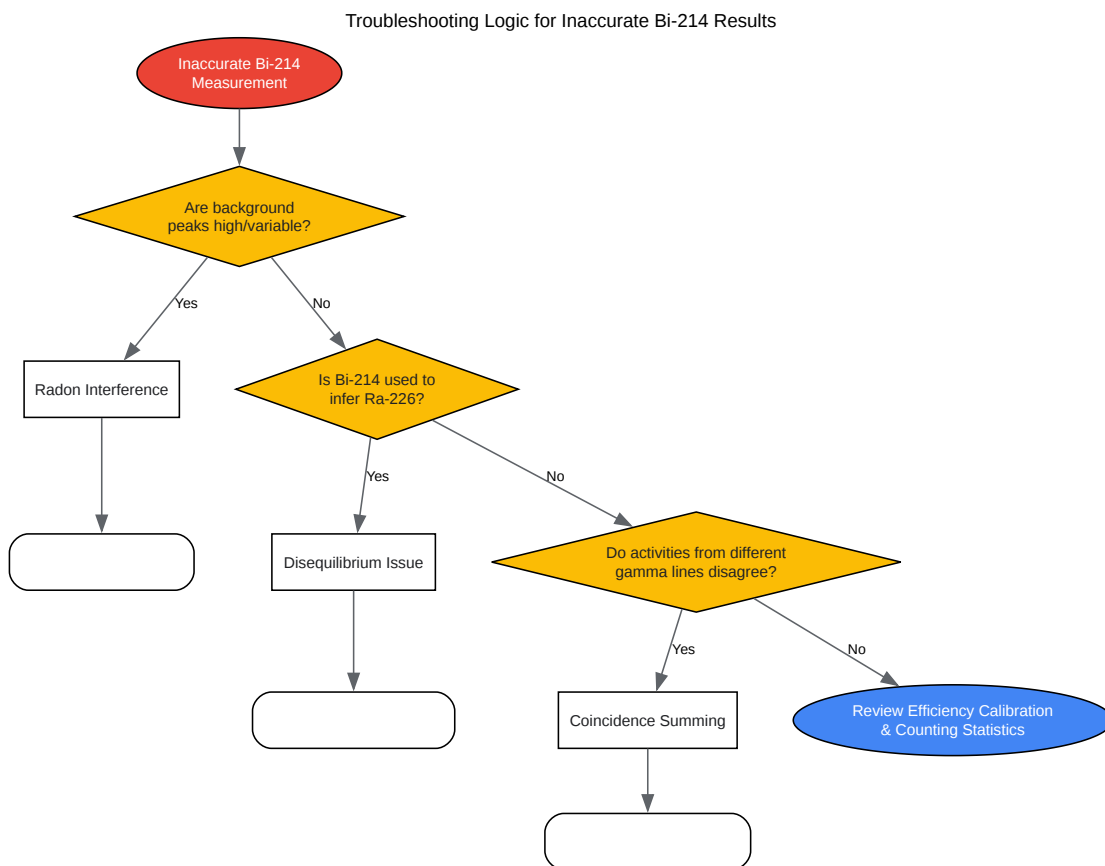 Troubleshooting Logic for Inaccurate Bi-214 Results
Inaccurate Bi-214
Measurement
Are background
peaks high/variable?
Yes
No
Radon Interference
Is Bi-214 used to
infer Ra-226?
Yes
No
Disequilibrium Issue
Do activities from different
gamma lines disagree?
Yes
No
Coincidence Summing
Review Efficiency Calibration
& Counting Statistics